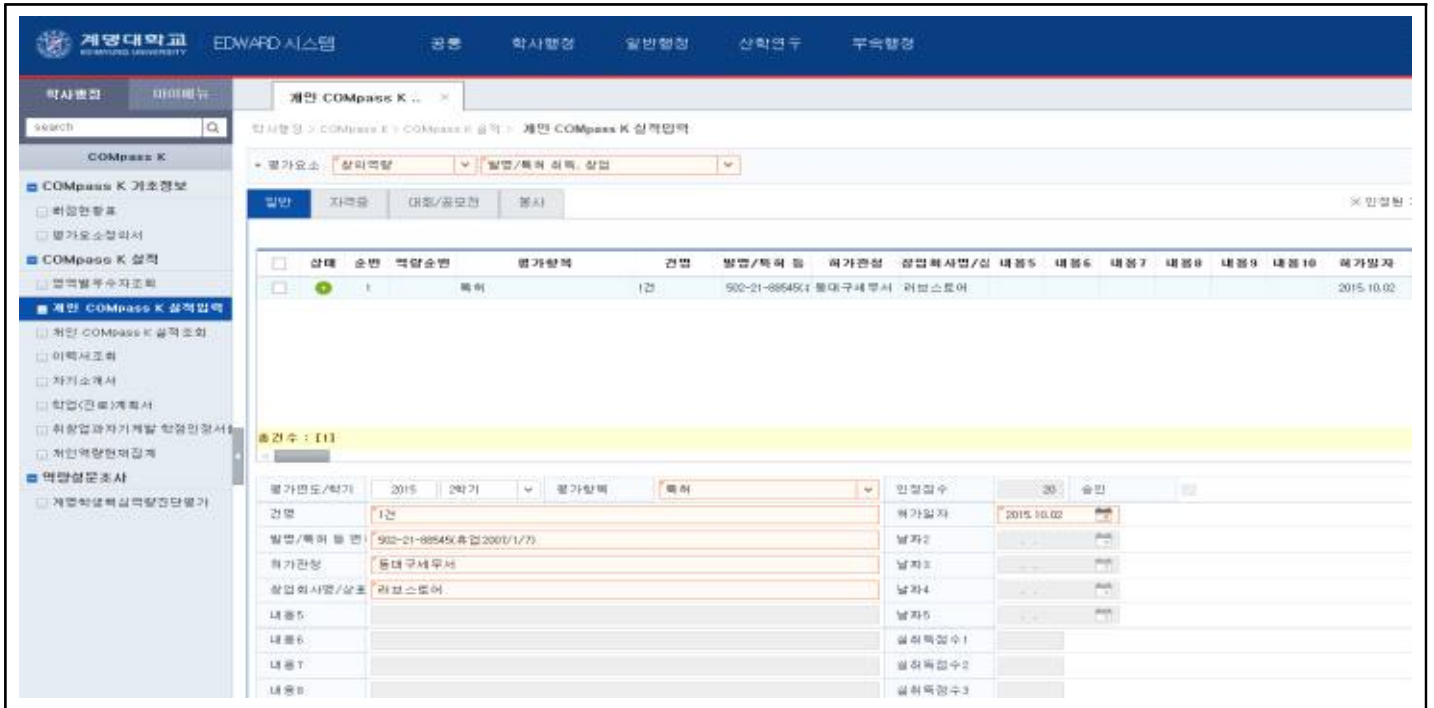 계명대학교 EDWARD 시스템 공통 학사행정 일반행정 산학연구 부속행정
KEIMYUNG UNIVERSITY
학사행정 마이메뉴 개인 COMpass K .. ×
search
학사행정 > COMpass K > COMpass K 실적 > 개인 COMpass K 실적입력
COMpass K
평가요소 창의역량 발명/특허 취득, 창업
COMpass K 기초정보
배점현황표
평가요소정의서
일반 자격증 대회/공모전 봉사 ※ 인정된
COMpass K 실적
영역별우수자조회
개인 COMpass K 실적입력
개인 COMpass K 실적조회
이력서조회
자기소개서
학업(진로)계획서
취창업과자기계발 학점인정서
개인역량현재집계
역량설문조사
계명학생핵심역량진단평가
상태 순번 역량순번 평가항목 건명 발명/특허 등 허가관청 창업회사명/상 내용5 내용6 내용7 내용8 내용9 내용10 허가일자
1 특허 1건 502-21-88545( 동대구세무서 러브스토어 2015.10.02
총건수 : [1]
평가연도/학기 2015 2학기 평가항목 특허 인정점수 20 승인
건명 1건 허가일자 2015.10.02
발명/특허 등 번 502-21-88545(휴업:2007/1/7) 날짜2
허가관청 동대구세무서 날짜3
창업회사명/상표 러브스토어 날짜4
내용5 날짜5
내용6 실취득점수1
내용7 실취득점수2
내용8 실취득점수3